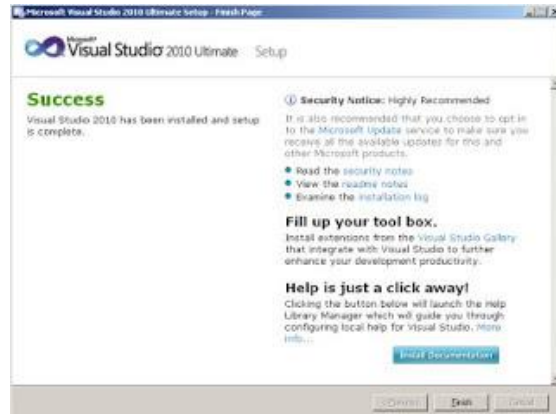 Microsoft Visual Studio 2010 Ultimate Setup - Finish Page
Microsoft
Visual Studio 2010 Ultimate Setup
Success
Visual Studio 2010 has been installed and setup
is complete.
Security Notice: Highly Recommended
It is also recommended that you choose to opt in
to the Microsoft Update service to make sure you
receive all the available updates for this and
other Microsoft products.
Read the security notes
View the readme notes
Examine the installation log
Fill up your tool box.
Install extensions from the Visual Studio Gallery
that integrate with Visual Studio to further
enhance your development productivity.
Help is just a click away!
Clicking the button below will launch the Help
Library Manager which will guide you through
configuring local help for Visual Studio. More
info...
Install Documentation
< Previous Finish Cancel